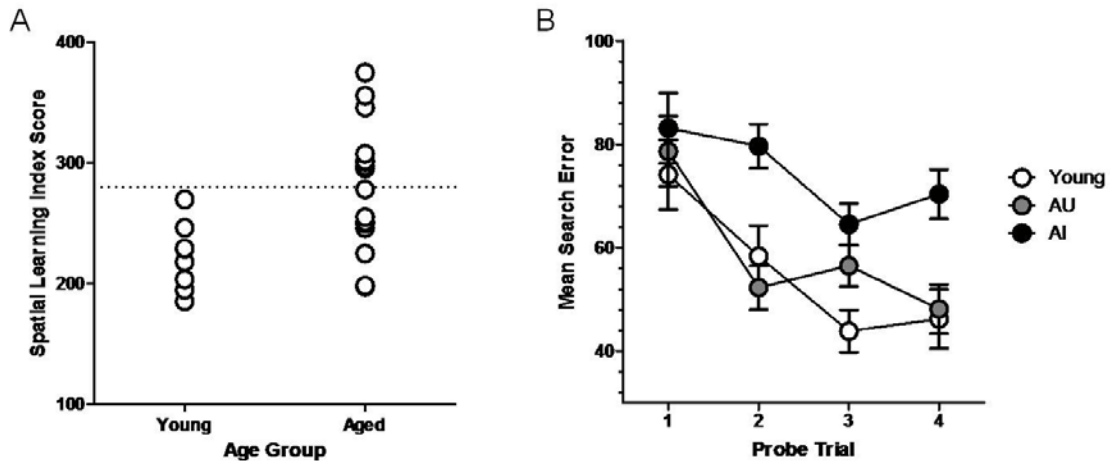 A
Spatial Learning Index Score
400
300
200
100
Young
Aged
Age Group
B
Mean Search Error
100
80
60
40
1
2
3
4
Probe Trial
Young
AU
AI